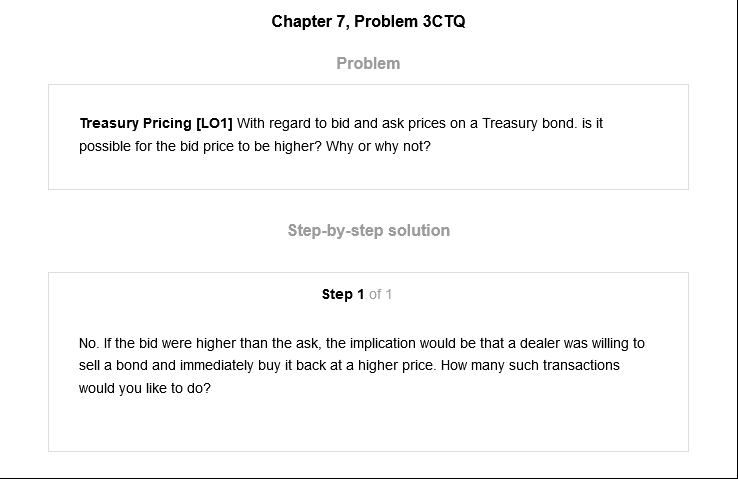 Chapter 7, Problem 3CTQ
Problem
Treasury Pricing [LO1] With regard to bid and ask prices on a Treasury bond. is it
possible for the bid price to be higher? Why or why not?
Step-by-step solution
Step 1 of 1
No. If the bid were higher than the ask, the implication would be that a dealer was willing to
sell a bond and immediately buy it back at a higher price. How many such transactions
would you like to do?